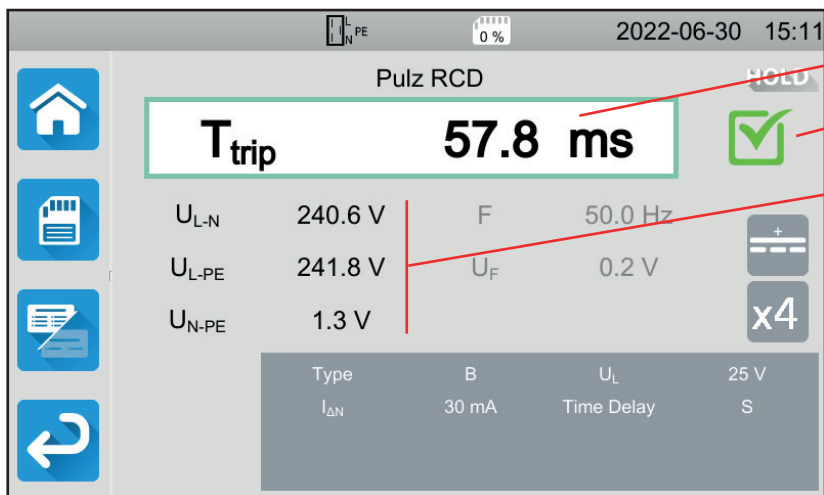 L N PE 0 % 2022-06-30 15:11
Pulz RCD HOLD
Ttrip 57.8 ms
UL-N 240.6 V F 50.0 Hz
UL-PE 241.8 V UF 0.2 V
UN-PE 1.3 V x4
Type B UL 25 V
IΔN 30 mA Time Delay S